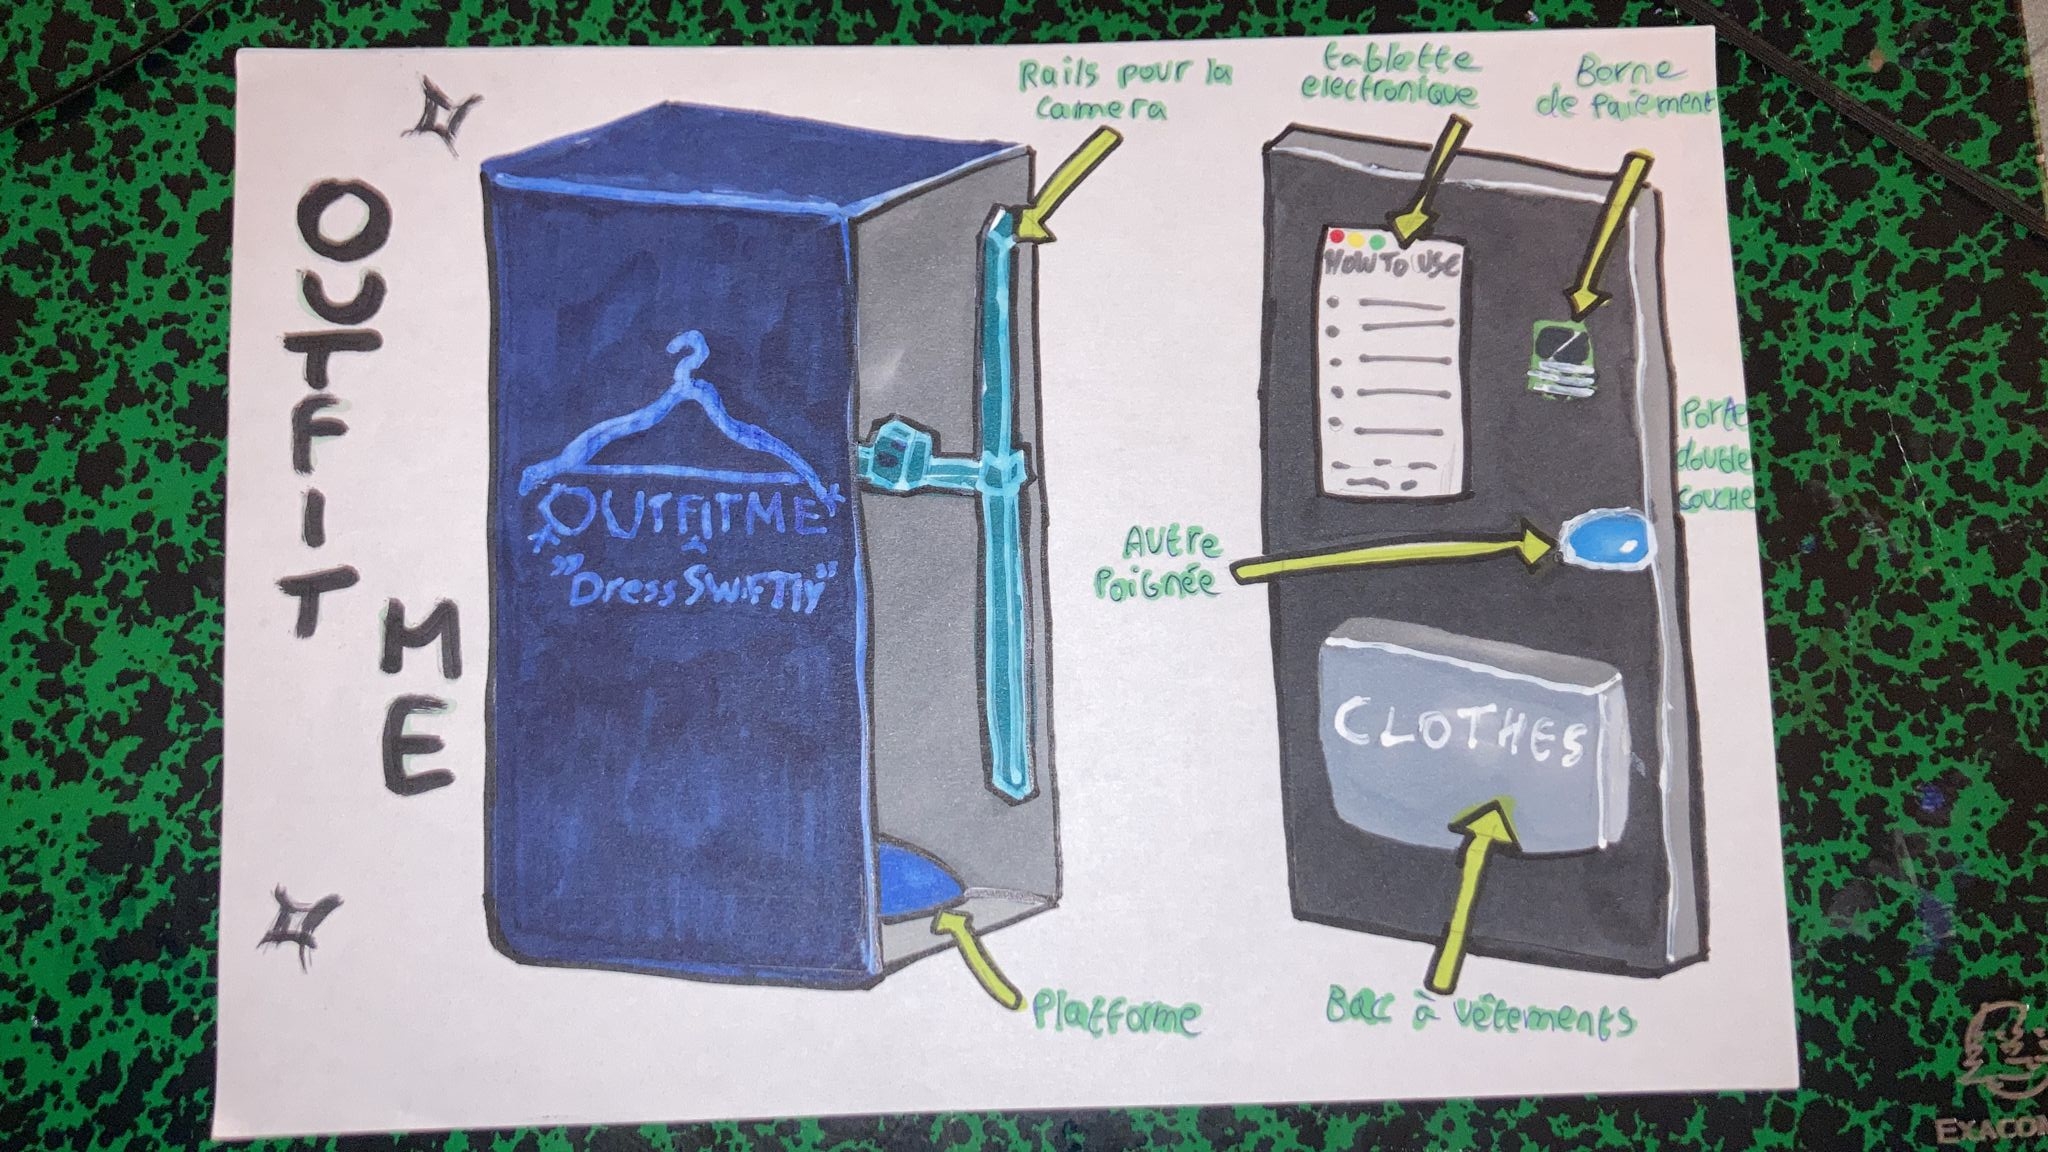 OUTFIT
ME
OUTFITME
"Dress SWiFTly"
Rails pour la
camera
tablette
electronique
Borne
de paiement
HOW TO USE
Porte
double
couche
Autre
Poignée
CLOTHES
Platforme
Bac à vêtements
EXACOM